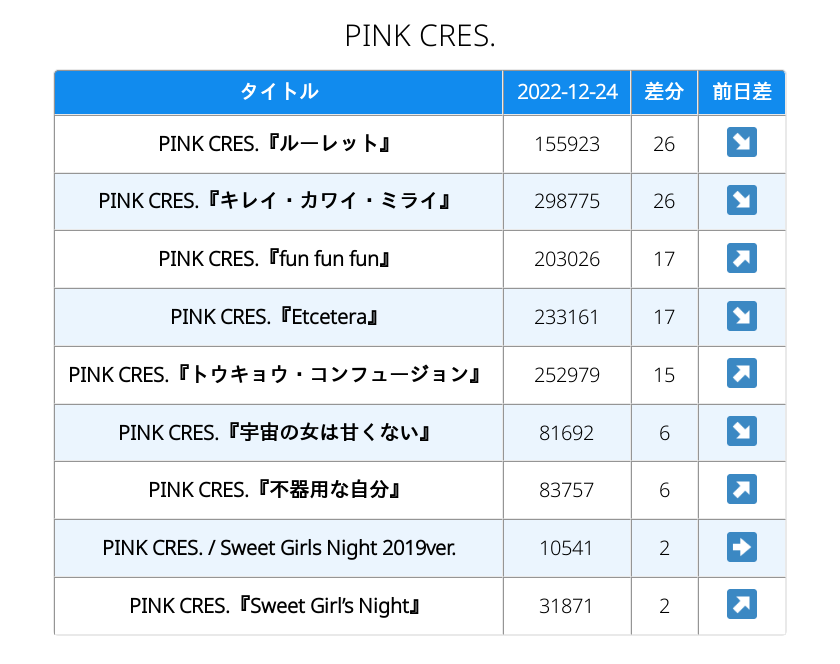 PINK CRES.
タイトル 2022-12-24 差分 前日差
PINK CRES.『ルーレット』 155923 26 ↘
PINK CRES.『キレイ・カワイ・ミライ』 298775 26 ↘
PINK CRES.『fun fun fun』 203026 17 ↗
PINK CRES.『Etcetera』 233161 17 ↘
PINK CRES.『トウキョウ・コンフュージョン』 252979 15 ↗
PINK CRES.『宇宙の女は甘くない』 81692 6 ↘
PINK CRES.『不器用な自分』 83757 6 ↗
PINK CRES. / Sweet Girls Night 2019ver. 10541 2 ➡
PINK CRES.『Sweet Girl’s Night』 31871 2 ↗